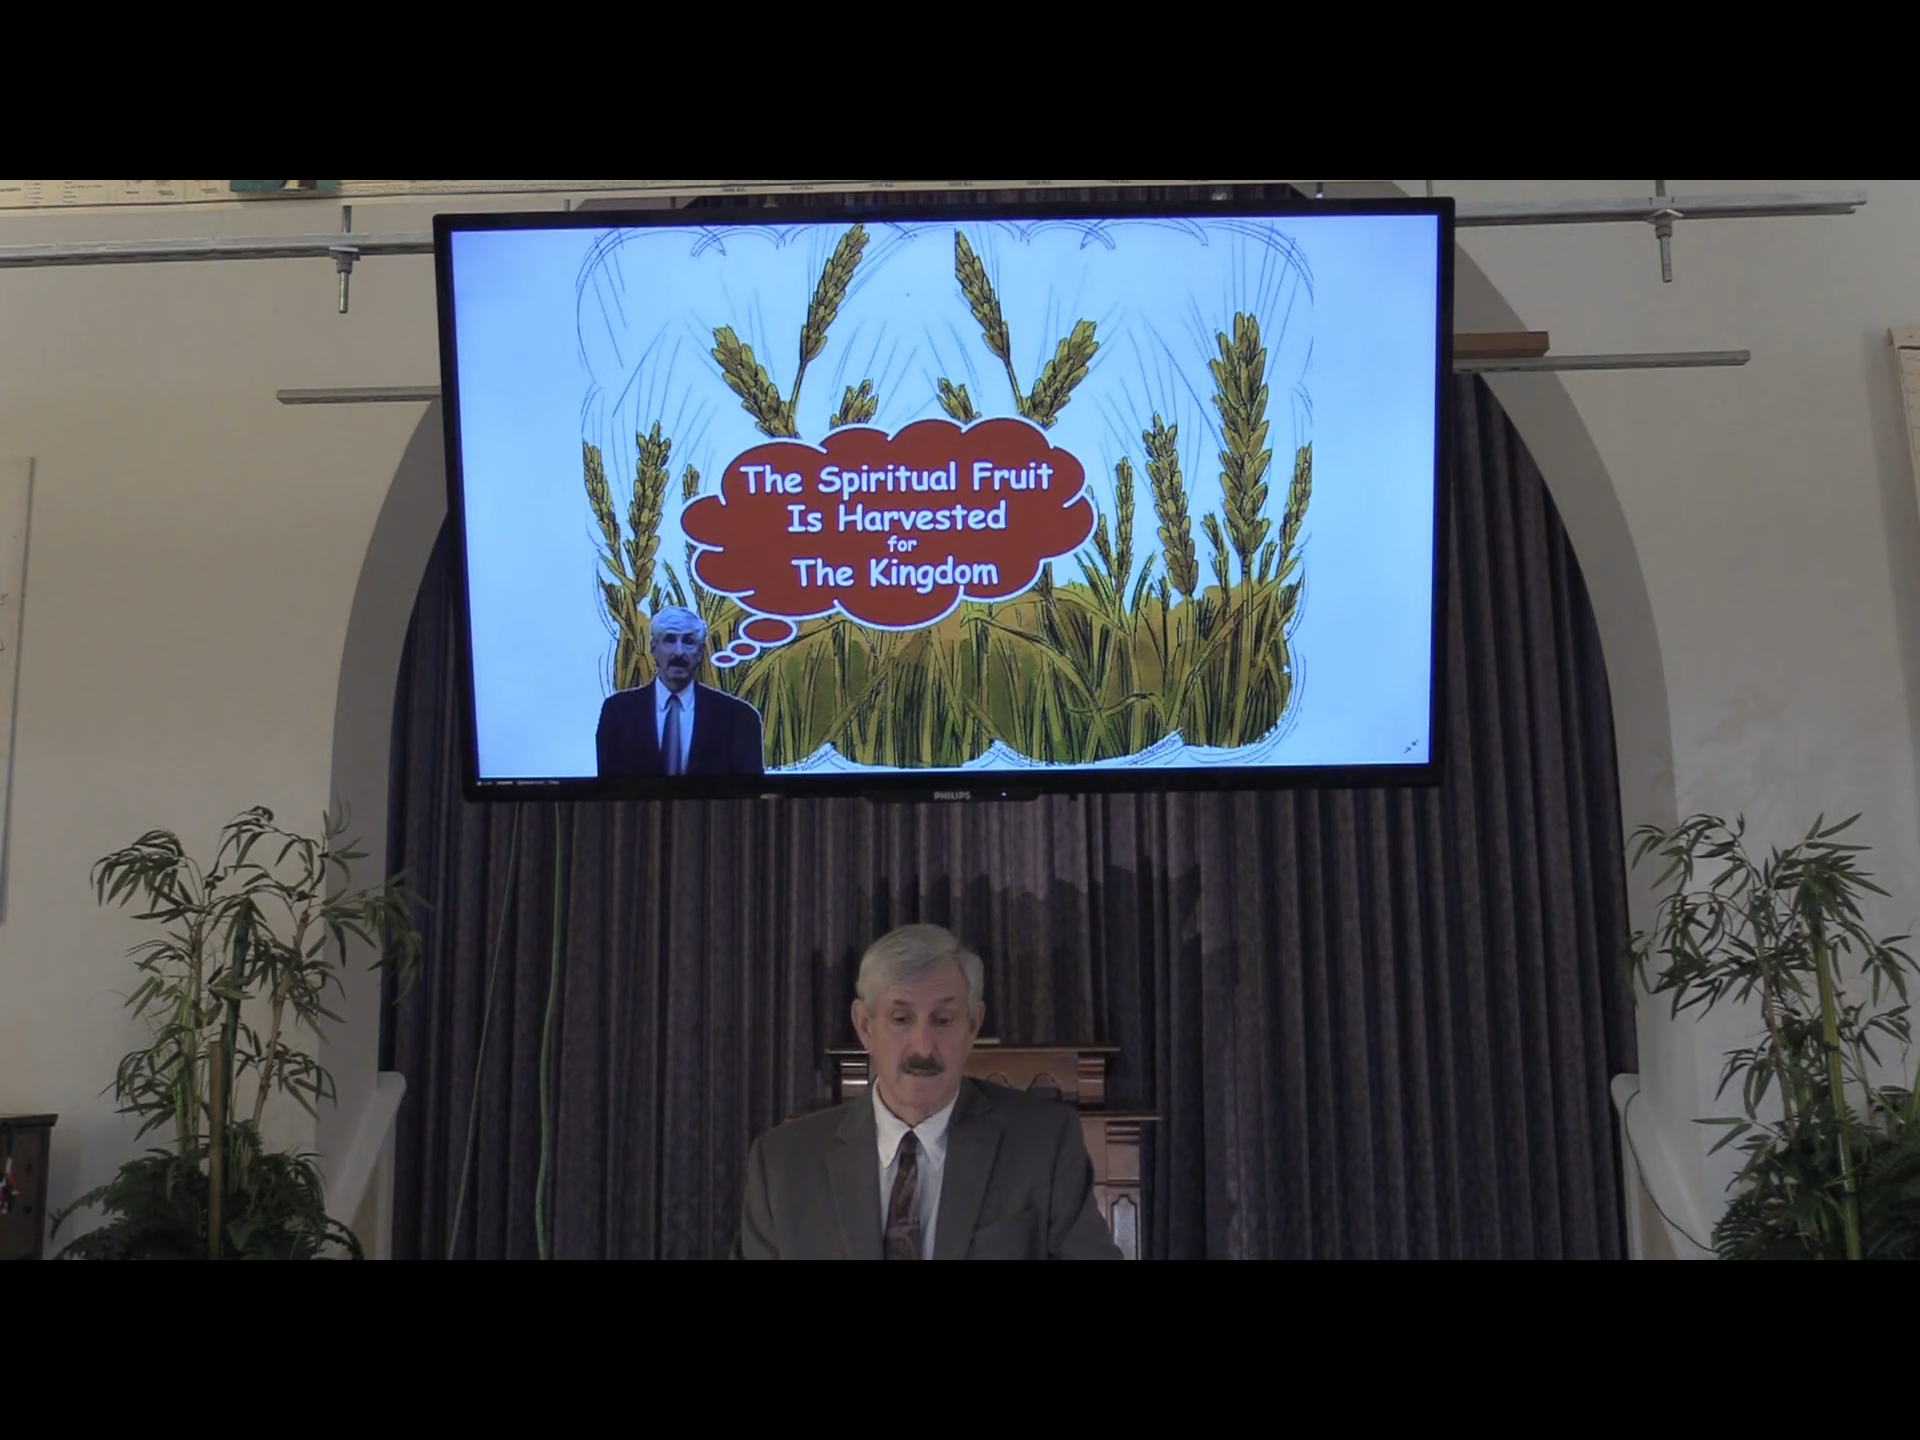 The Spiritual Fruit
Is Harvested
for
The Kingdom
PHILIPS